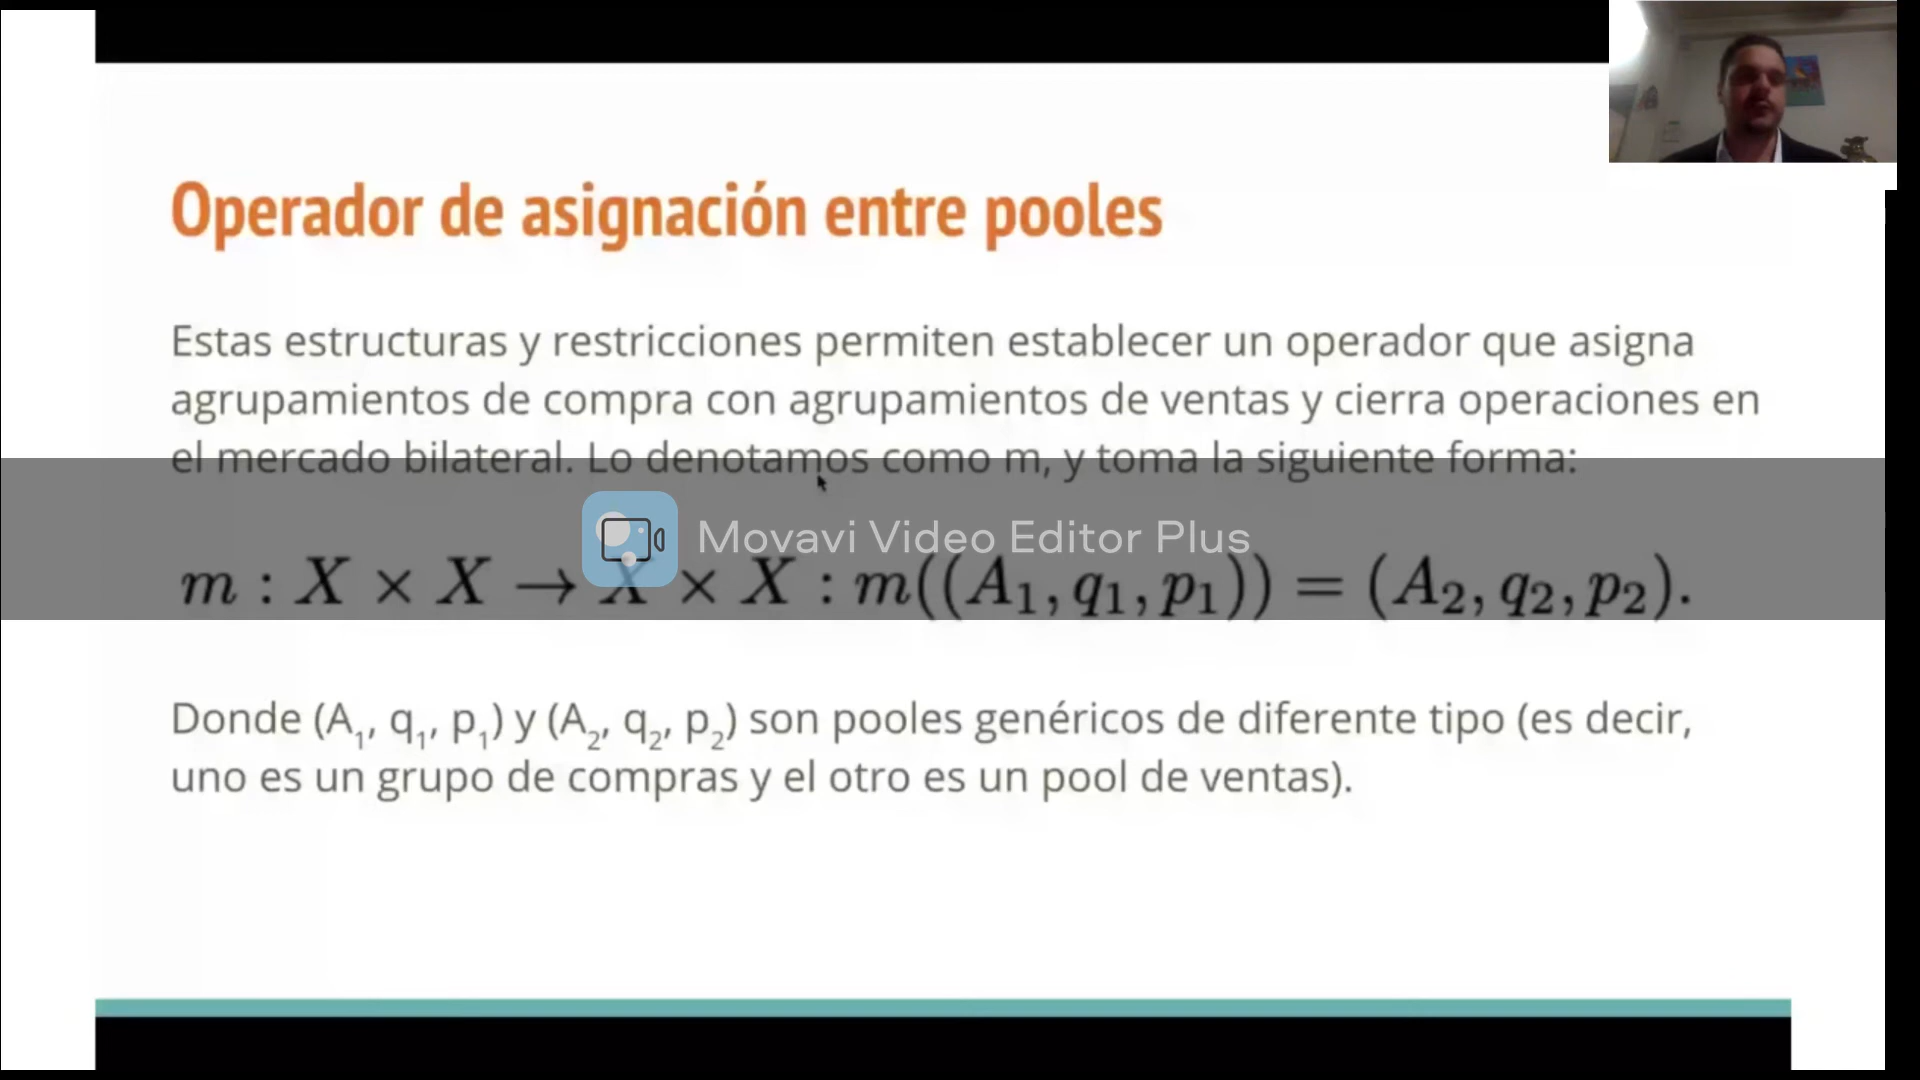 Operador de asignación entre pooles
Estas estructuras y restricciones permiten establecer un operador que asigna
agrupamientos de compra con agrupamientos de ventas y cierra operaciones en
el mercado bilateral. Lo denotamos como m, y toma la siguiente forma:
Movavi Video Editor Plus
m : X × X → X × X : m((A₁, q₁, p₁)) = (A₂, q₂, p₂).
Donde (A₁, q₁, p₁) y (A₂, q₂, p₂) son pooles genéricos de diferente tipo (es decir,
uno es un grupo de compras y el otro es un pool de ventas).